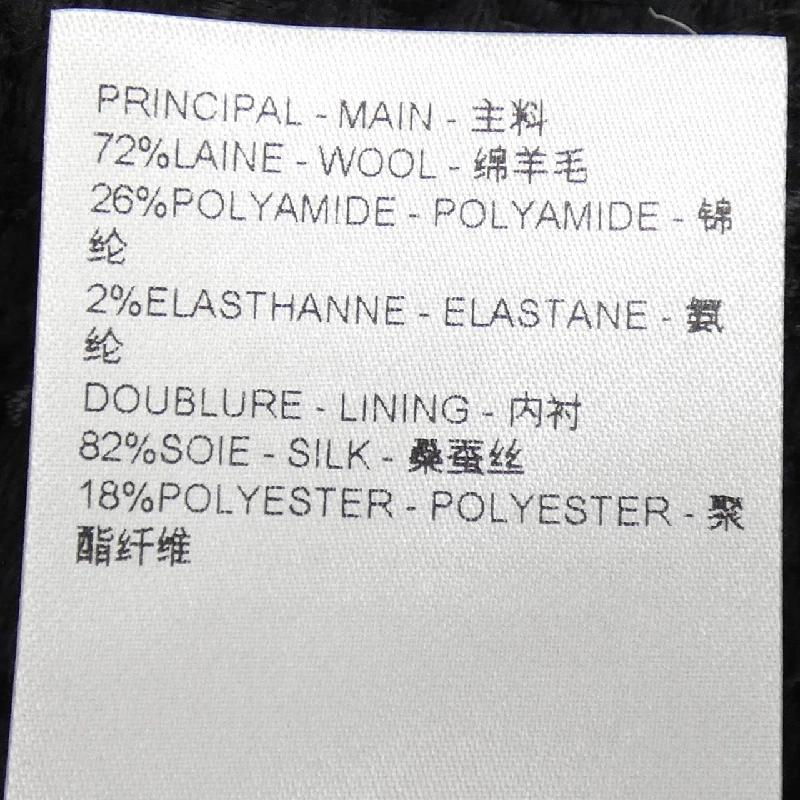 PRINCIPAL - MAIN - 主料
72%LAINE - WOOL - 绵羊毛
26%POLYAMIDE - POLYAMIDE - 锦
纶
2%ELASTHANNE - ELASTANE - 氨
纶
DOUBLURE - LINING - 内衬
82%SOIE - SILK - 桑蚕丝
18%POLYESTER - POLYESTER - 聚
酯纤维